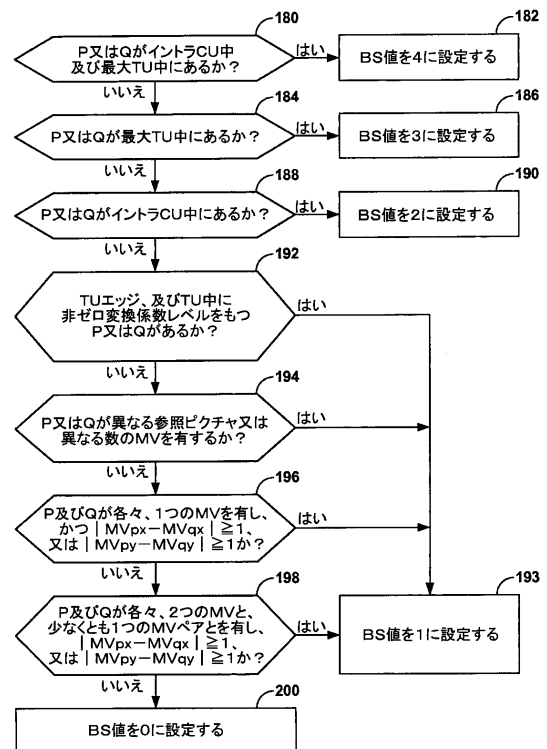 180
P又はQがイントラCU中
及び最大TU中にあるか？
はい
182
BS値を4に設定する
いいえ
184
P又はQが最大TU中にあるか？
はい
186
BS値を3に設定する
いいえ
188
P又はQがイントラCU中にあるか？
はい
190
BS値を2に設定する
いいえ
192
TUエッジ、及びTU中に
非ゼロ変換係数レベルをもつ
P又はQがあるか？
はい
いいえ
194
P又はQが異なる参照ピクチャ又は
異なる数のMVを有するか？
はい
いいえ
196
P及びQが各々、1つのMVを有し、
かつ｜MVpx－MVqx｜≧1、
又は｜MVpy－MVqy｜≧1か？
はい
いいえ
198
P及びQが各々、2つのMVと、
少なくとも1つのMVペアとを有し、
｜MVpx－MVqx｜≧1、
又は｜MVpy－MVqy｜≧1か？
はい
193
BS値を1に設定する
いいえ
200
BS値を0に設定する